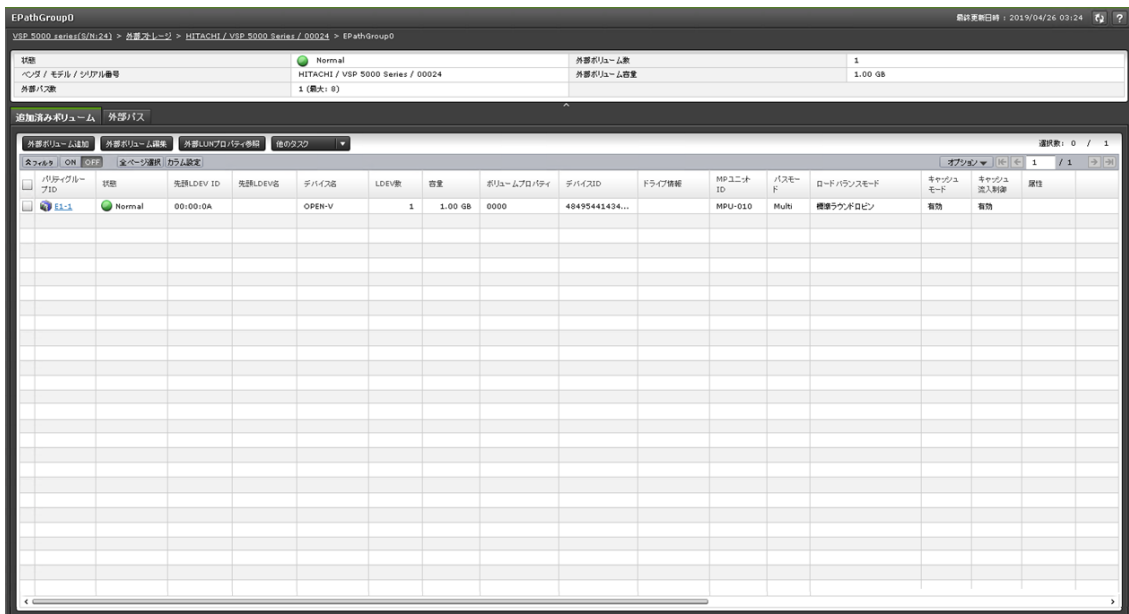 EPathGroup0
最終更新日時 : 2019/04/26 03:24 ?
VSP 5000 series(S/N:24) > 外部ストレージ > HITACHI / VSP 5000 Series / 00024 > EPathGroup0
状態 Normal 外部ボリューム数 1
ベンダ / モデル / シリアル番号 HITACHI / VSP 5000 Series / 00024 外部ボリューム容量 1.00 GB
外部パス数 1 (最大: 8)
追加済みボリューム 外部パス
外部ボリューム追加 外部ボリューム編集 外部LUNプロパティ参照 他のタスク 選択数: 0 / 1
フィルタ ON OFF 全ページ選択 カラム設定 オプション 1 / 1
パリティグループID 状態 先頭LDEV ID 先頭LDEV名 デバイス名 LDEV数 容量 ボリュームプロパティ デバイスID ドライブ情報 MPユニットID パスモード ロードバランスモード キャッシュモード キャッシュ流入制御 属性
E1-1 Normal 00:00:0A OPEN-V 1 1.00 GB 0000 48495441434... MPU-010 Multi 標準ラウンドロビン 有効 有効